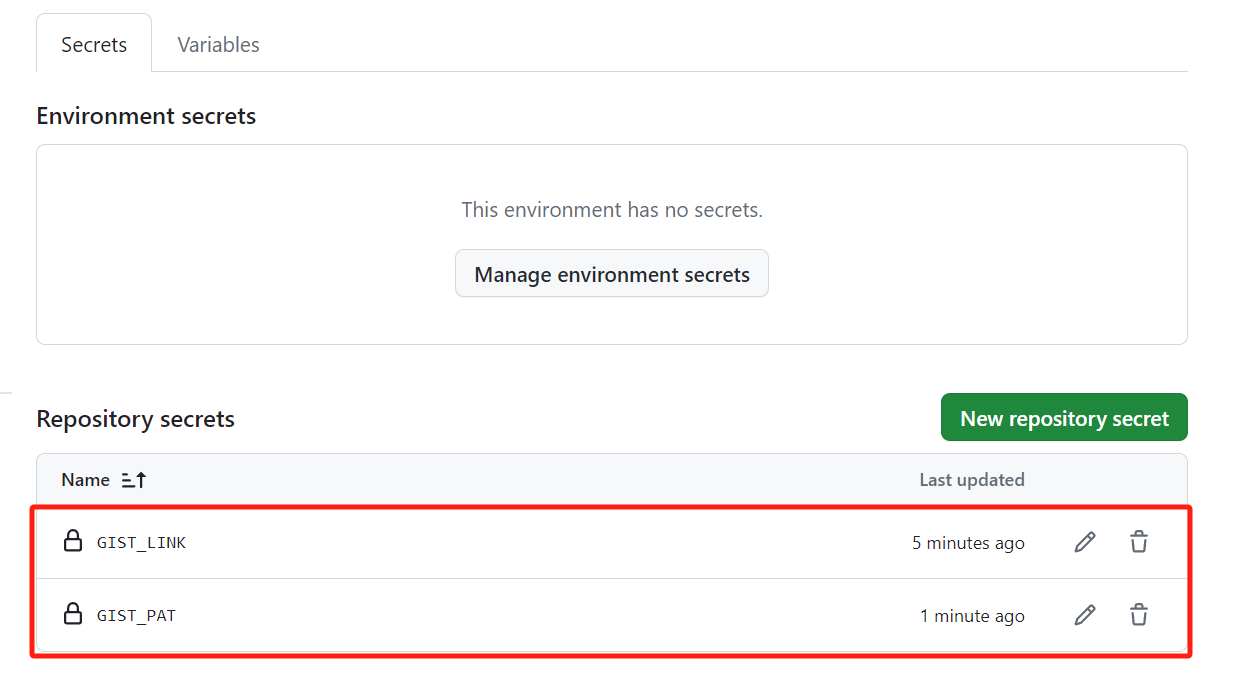 Secrets Variables
Environment secrets
This environment has no secrets.
Manage environment secrets
Repository secrets New repository secret
Name Last updated
GIST_LINK 5 minutes ago
GIST_PAT 1 minute ago